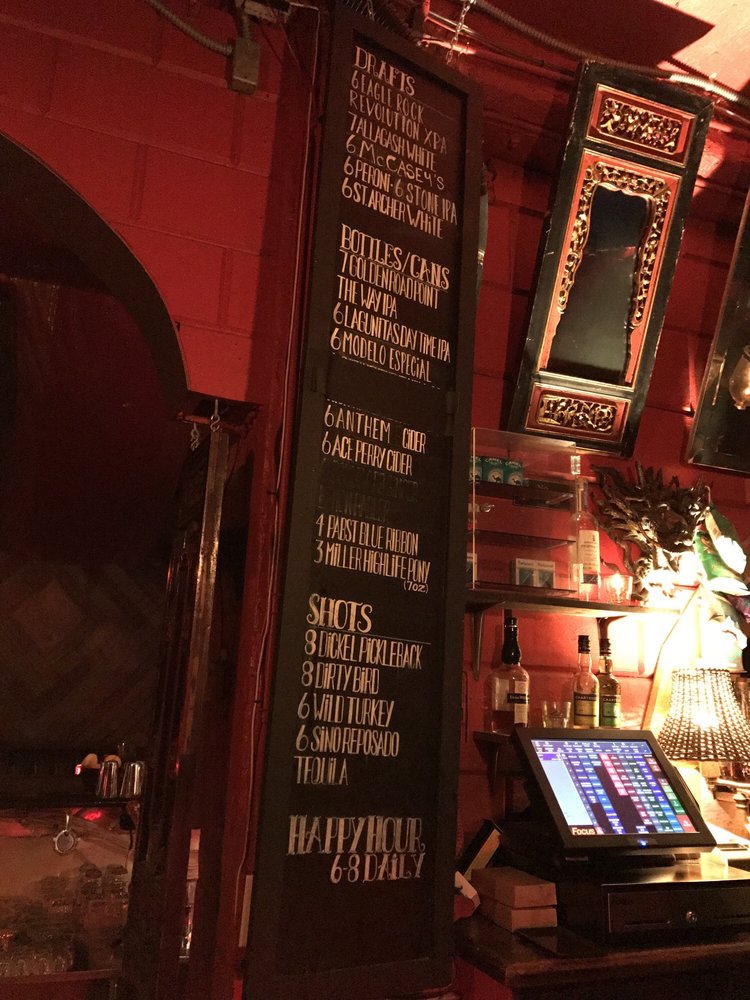 DRAFTS
6 EAGLE ROCK
REVOLUTION XPA
7 ALLAGASH WHITE
6 McCASEY'S
6 PERONI - 6 STONE IPA
6 ST. ARCHER WHITE
BOTTLES/CANS
7 GOLDEN ROAD POINT
THE WAY IPA
6 LAGUNITAS DAY TIME IPA
6 MODELO ESPECIAL
6 ANTHEM CIDER
6 ACE PERRY CIDER
4 PABST BLUE RIBBON
3 MILLER HIGHLIFE PONY
(7OZ)
SHOTS
8 DICKEL PICKLEBACK
8 DIRTY BIRD
6 WILD TURKEY
6 SINO REPOSADO
TEQUILA
HAPPY HOUR
6-8 DAILY
Focus